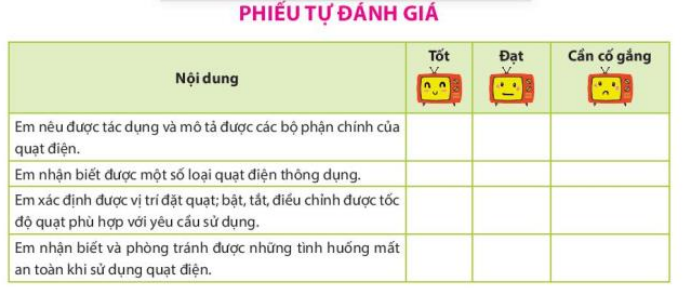 PHIẾU TỰ ĐÁNH GIÁ
Nội dung
Tốt
Đạt
Cần cố gắng
Em nêu được tác dụng và mô tả được các bộ phận chính của
quạt điện.
Em nhận biết được một số loại quạt điện thông dụng.
Em xác định được vị trí đặt quạt; bật, tắt, điều chỉnh được tốc
độ quạt phù hợp với yêu cầu sử dụng.
Em nhận biết và phòng tránh được những tình huống mất
an toàn khi sử dụng quạt điện.